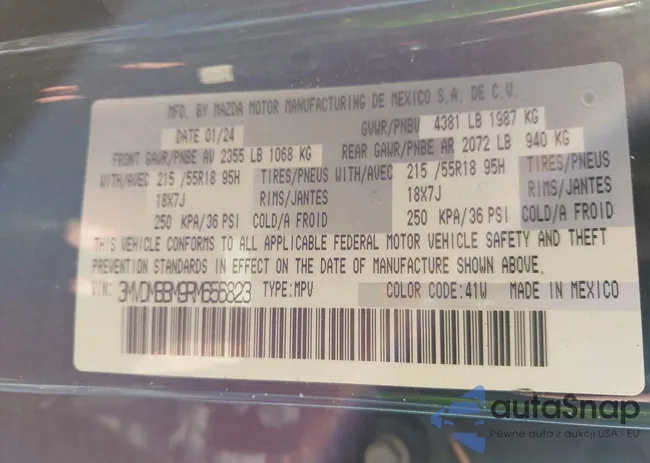 MFD. BY MAZDA MOTOR MANUFACTURING DE MEXICO S.A. DE C.V.
DATE 01/24 GVWR/PNBV 4381 LB 1987 KG
FRONT GAWR/PNBE AV 2355 LB 1068 KG REAR GAWR/PNBE AR 2072 LB 940 KG
WITH/AVEC 215 /55R18 95H TIRES/PNEUS WITH/AVEC 215 /55R18 95H TIRES/PNEUS
18X7J RIMS/JANTES 18X7J RIMS/JANTES
250 KPA/36 PSI COLD/A FROID 250 KPA/36 PSI COLD/A FROID
THIS VEHICLE CONFORMS TO ALL APPLICABLE FEDERAL MOTOR VEHICLE SAFETY AND THEFT
PREVENTION STANDARDS IN EFFECT ON THE DATE OF MANUFACTURE SHOWN ABOVE.
VIN: 3MVDMBBM9RM656823 TYPE:MPV COLOR CODE:41W MADE IN MEXICO
autaSnap
Pewne auta z aukcji USA i EU